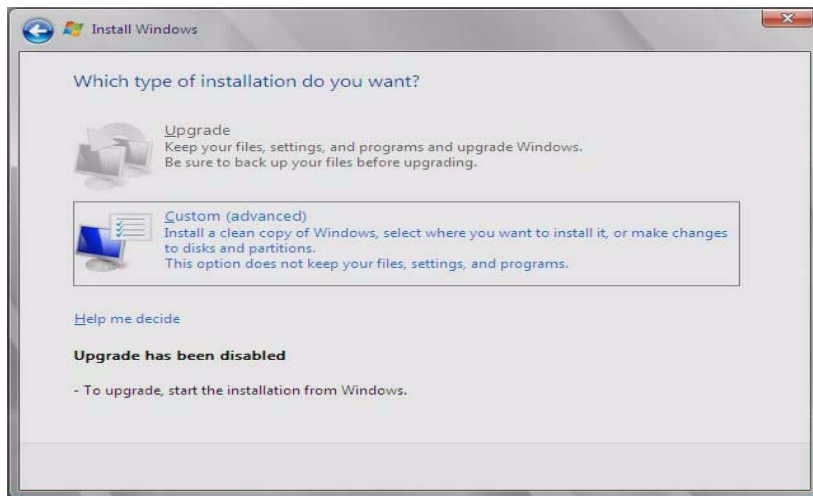 Install Windows
Which type of installation do you want?
Upgrade
Keep your files, settings, and programs and upgrade Windows.
Be sure to back up your files before upgrading.
Custom (advanced)
Install a clean copy of Windows, select where you want to install it, or make changes
to disks and partitions.
This option does not keep your files, settings, and programs.
Help me decide
Upgrade has been disabled
- To upgrade, start the installation from Windows.